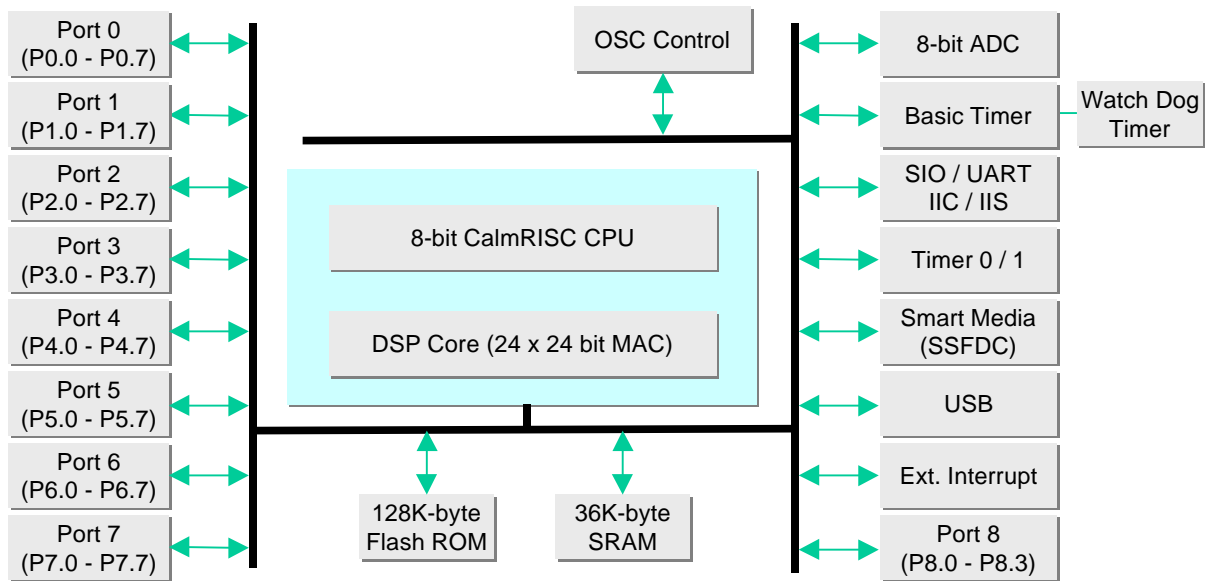 Port 0
(P0.0 - P0.7)
Port 1
(P1.0 - P1.7)
Port 2
(P2.0 - P2.7)
Port 3
(P3.0 - P3.7)
Port 4
(P4.0 - P4.7)
Port 5
(P5.0 - P5.7)
Port 6
(P6.0 - P6.7)
Port 7
(P7.0 - P7.7)
OSC Control
8-bit CalmRISC CPU
DSP Core (24 x 24 bit MAC)
128K-byte
Flash ROM
36K-byte
SRAM
8-bit ADC
Basic Timer
Watch Dog
Timer
SIO / UART
IIC / IIS
Timer 0 / 1
Smart Media
(SSFDC)
USB
Ext. Interrupt
Port 8
(P8.0 - P8.3)